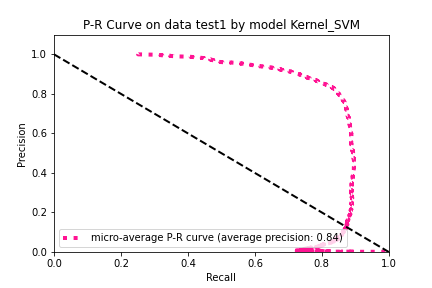 P-R Curve on data test1 by model Kernel_SVM
1.0
0.8
0.6
0.4
0.2
0.0
Precision
micro-average P-R curve (average precision: 0.84)
0.0 0.2 0.4 0.6 0.8 1.0
Recall